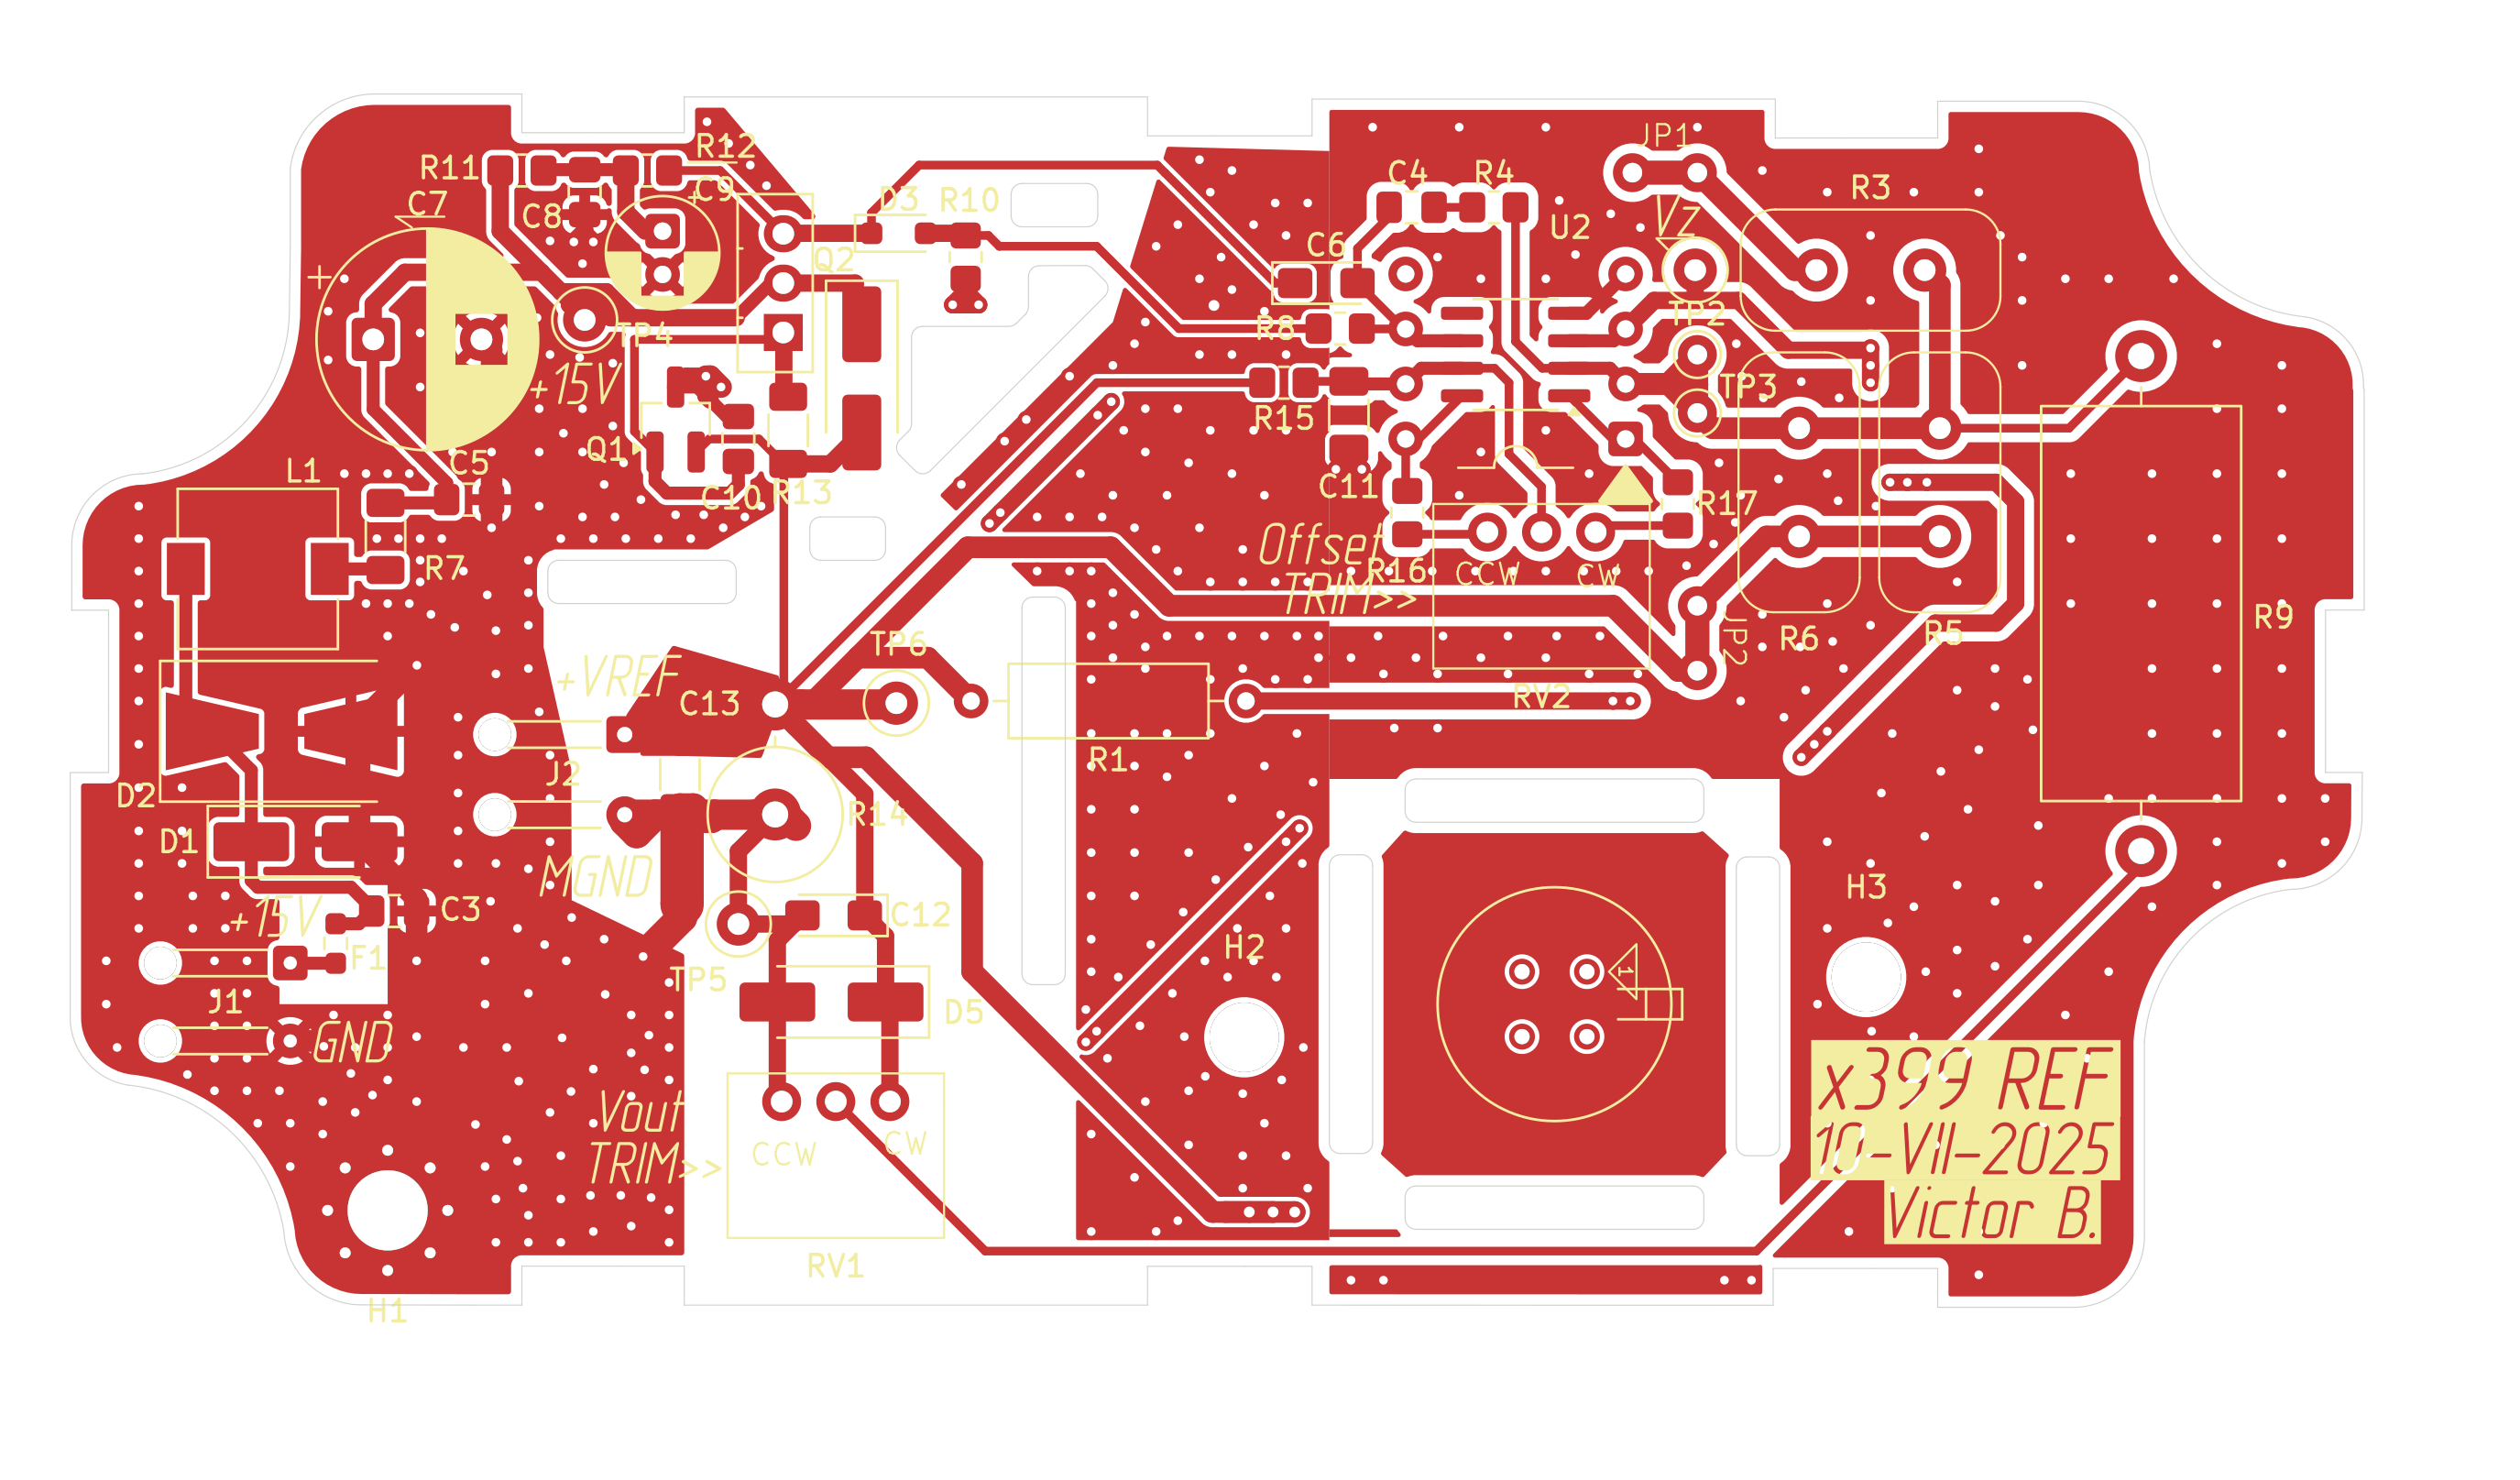 JP1
R12
R11
C9
C7
C8
+
D3
R10
C4
R4
R3
U2
VZ
C6
Q2
+
TP4
R8
TP2
+15V
TP3
R15
Q1
L1
C5
C10
R13
C11
R17
Offset
TRIM>>
R16
CCW
CW
R7
JP2
R6
R5
R9
TP6
+VREF
C13
RV2
R1
J2
D2
R14
D1
MGND
C3
C12
+15V
F1
H3
H2
TP5
1
J1
D5
GND
x399 REF
10-VII-2025
Victor B.
Vout
TRIM>>
CCW
CW
RV1
H1